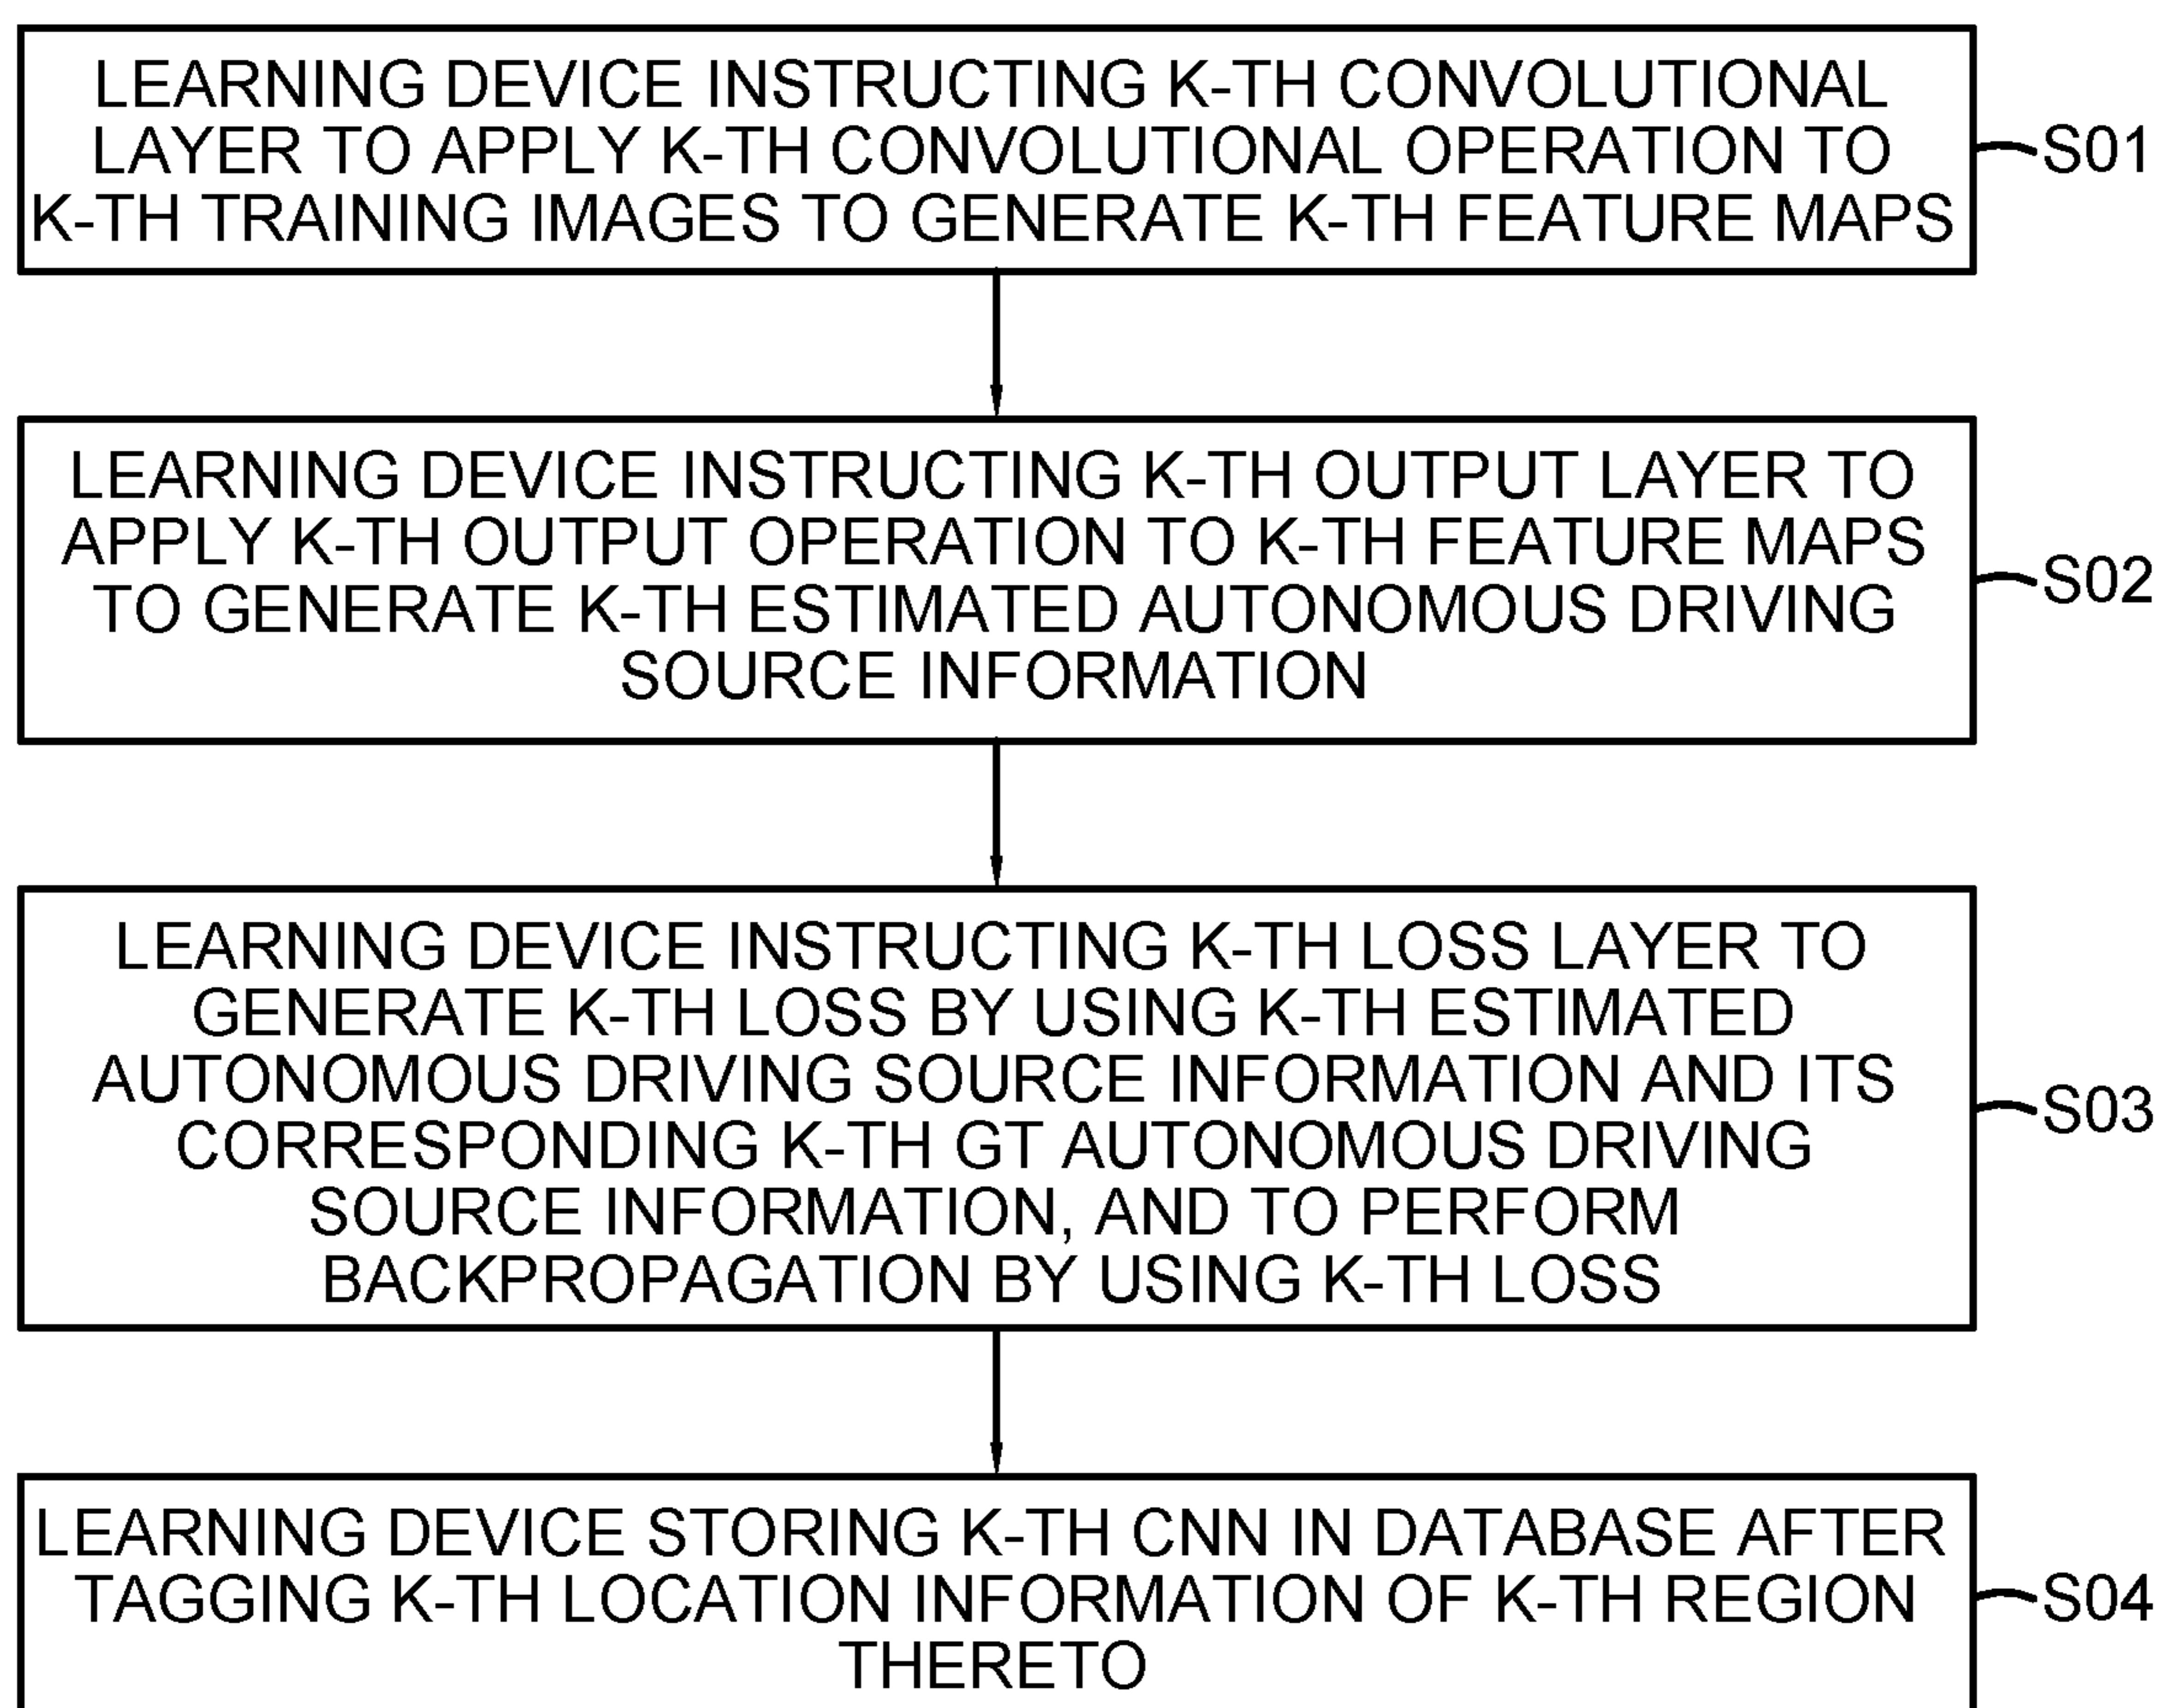 LEARNING DEVICE INSTRUCTING K-TH CONVOLUTIONAL
LAYER TO APPLY K-TH CONVOLUTIONAL OPERATION TO
K-TH TRAINING IMAGES TO GENERATE K-TH FEATURE MAPS
S01
LEARNING DEVICE INSTRUCTING K-TH OUTPUT LAYER TO
APPLY K-TH OUTPUT OPERATION TO K-TH FEATURE MAPS
TO GENERATE K-TH ESTIMATED AUTONOMOUS DRIVING
SOURCE INFORMATION
S02
LEARNING DEVICE INSTRUCTING K-TH LOSS LAYER TO
GENERATE K-TH LOSS BY USING K-TH ESTIMATED
AUTONOMOUS DRIVING SOURCE INFORMATION AND ITS
CORRESPONDING K-TH GT AUTONOMOUS DRIVING
SOURCE INFORMATION, AND TO PERFORM
BACKPROPAGATION BY USING K-TH LOSS
S03
LEARNING DEVICE STORING K-TH CNN IN DATABASE AFTER
TAGGING K-TH LOCATION INFORMATION OF K-TH REGION
THERETO
S04